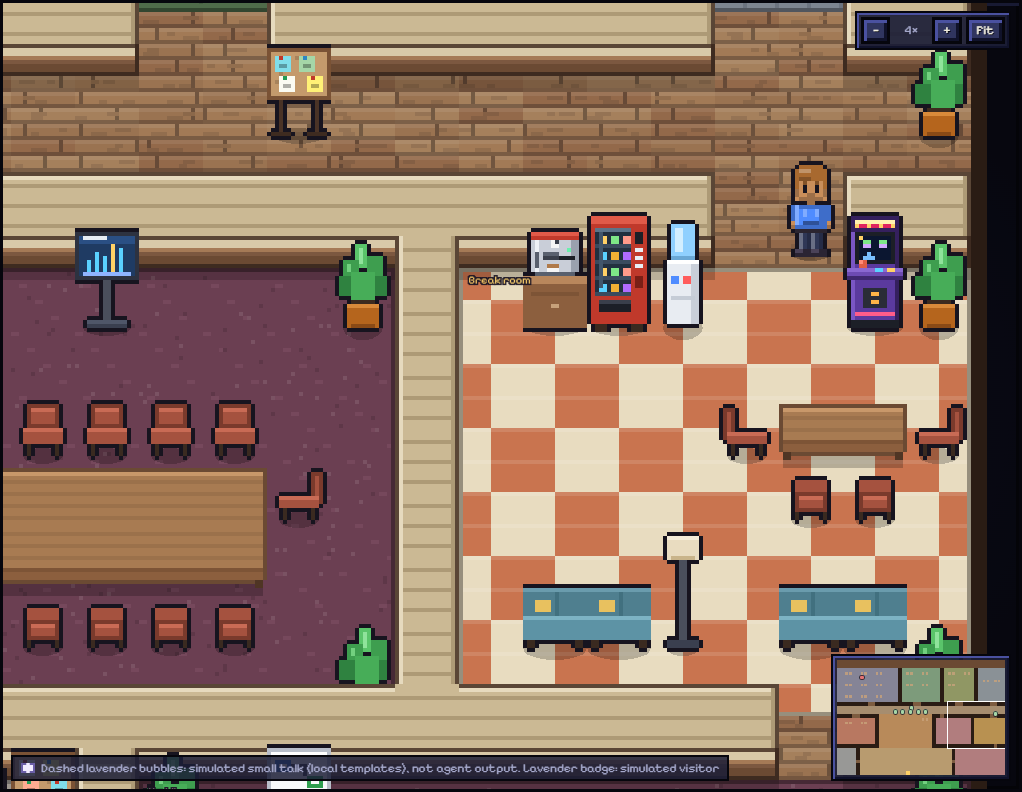 - 4× + Fit
Break room
Dashed lavender bubbles: simulated small talk (local templates), not agent output. Lavender badge: simulated visitor